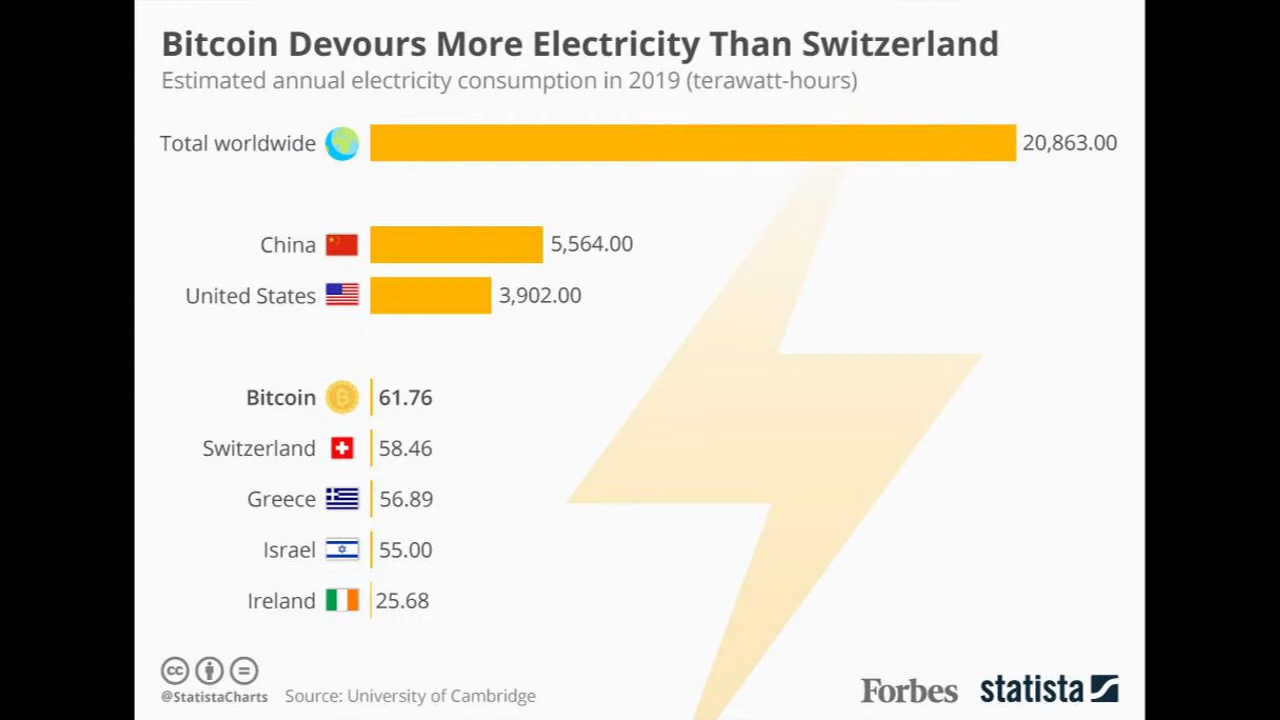 Bitcoin Devours More Electricity Than Switzerland
Estimated annual electricity consumption in 2019 (terawatt-hours)
Total worldwide 20,863.00
China 5,564.00
United States 3,902.00
Bitcoin 61.76
Switzerland 58.46
Greece 56.89
Israel 55.00
Ireland 25.68
@StatistaCharts Source: University of Cambridge
Forbes statista